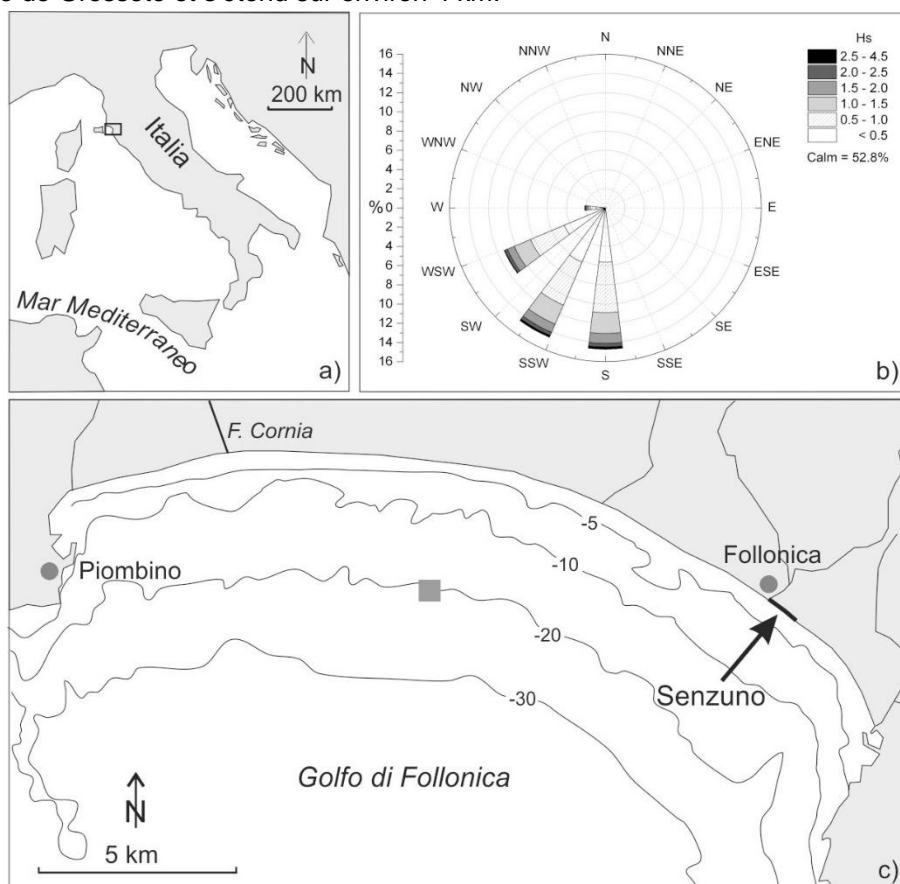 de Grosseto et s'étend sur environ 4 km.
N
200 km
Italia
Mar Mediterraneo
a)
16
14
12
10
8
6
4
2
%0
2
4
6
8
10
12
14
16
N
NNE
NE
ENE
E
ESE
SE
SSE
S
SSW
SW
WSW
W
WNW
NW
NNW
Hs
2.5 - 4.5
2.0 - 2.5
1.5 - 2.0
1.0 - 1.5
0.5 - 1.0
< 0.5
Calm = 52.8%
b)
F. Cornia
-5
Follonica
Piombino
-10
-20
Senzuno
-30
Golfo di Follonica
N
5 km
c)